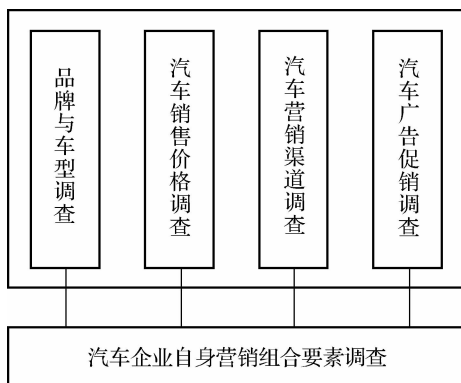 品牌与车型调查
汽车销售价格调查
汽车营销渠道调查
汽车广告促销调查
汽车企业自身营销组合要素调查